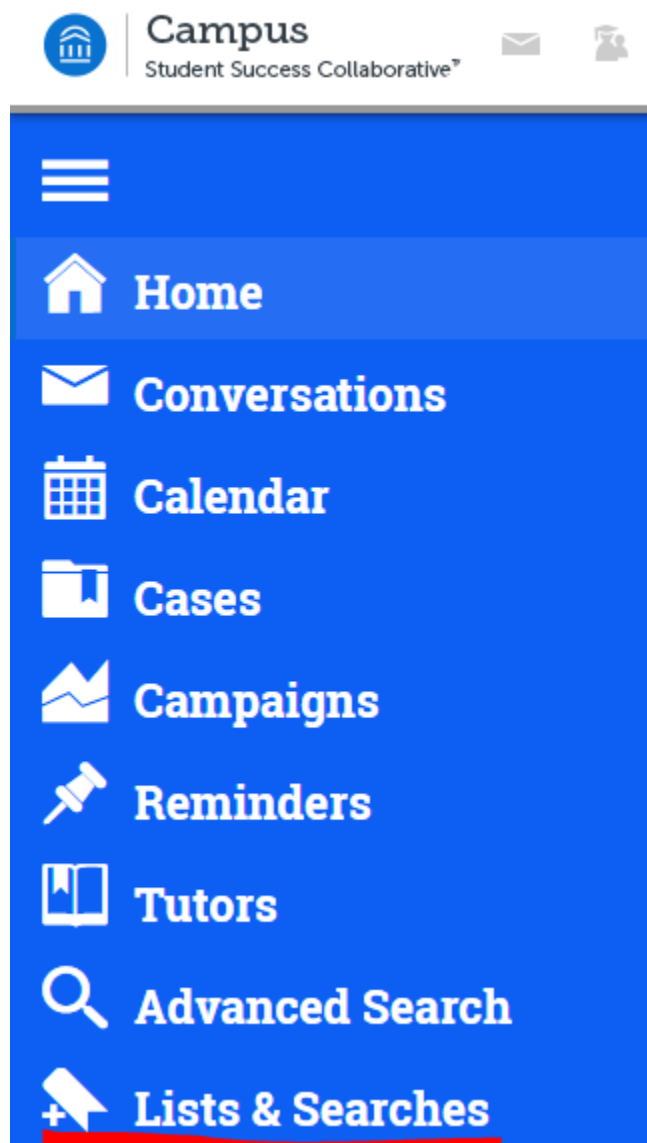 Campus
Student Success Collaborative™
Home
Conversations
Calendar
Cases
Campaigns
Reminders
Tutors
Advanced Search
Lists & Searches